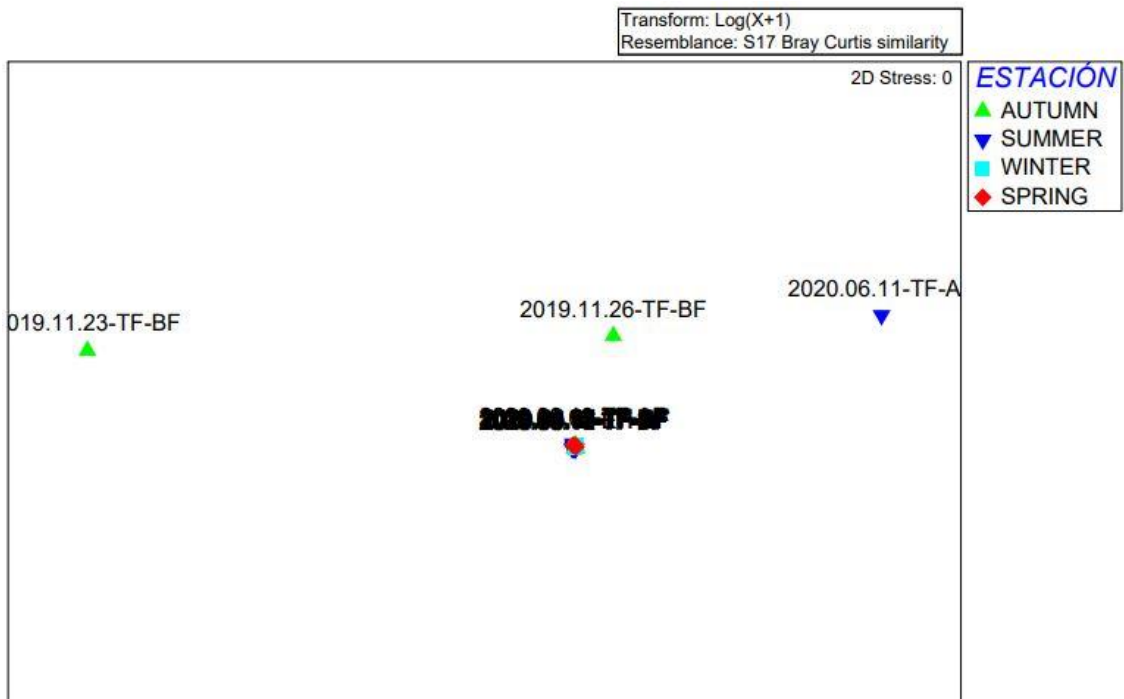 Transform: Log(X+1)
Resemblance: S17 Bray Curtis similarity
2D Stress: 0
ESTACIÓN
AUTUMN
SUMMER
WINTER
SPRING
2020.06.11-TF-A
2019.11.26-TF-BF
019.11.23-TF-BF